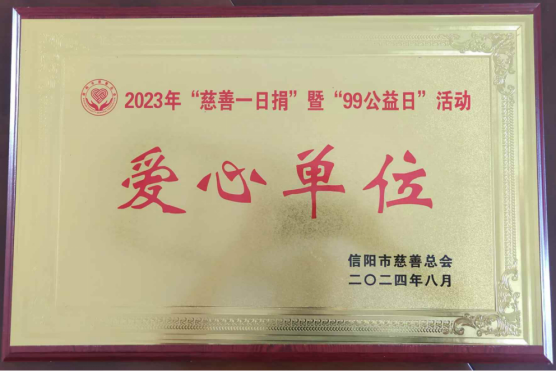 2023年“慈善一日捐”暨“99公益日”活动
爱心单位
信阳市慈善总会
二〇二四年八月